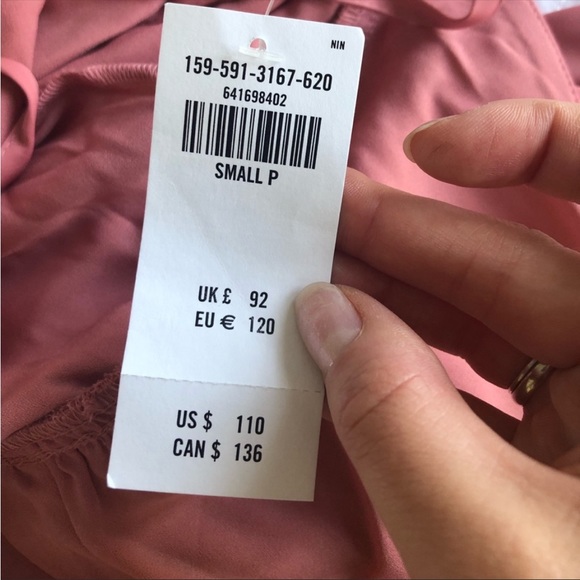 NIN
159-591-3167-620
641698402
SMALL P
UK £ 92
EU € 120
US $ 110
CAN $ 136